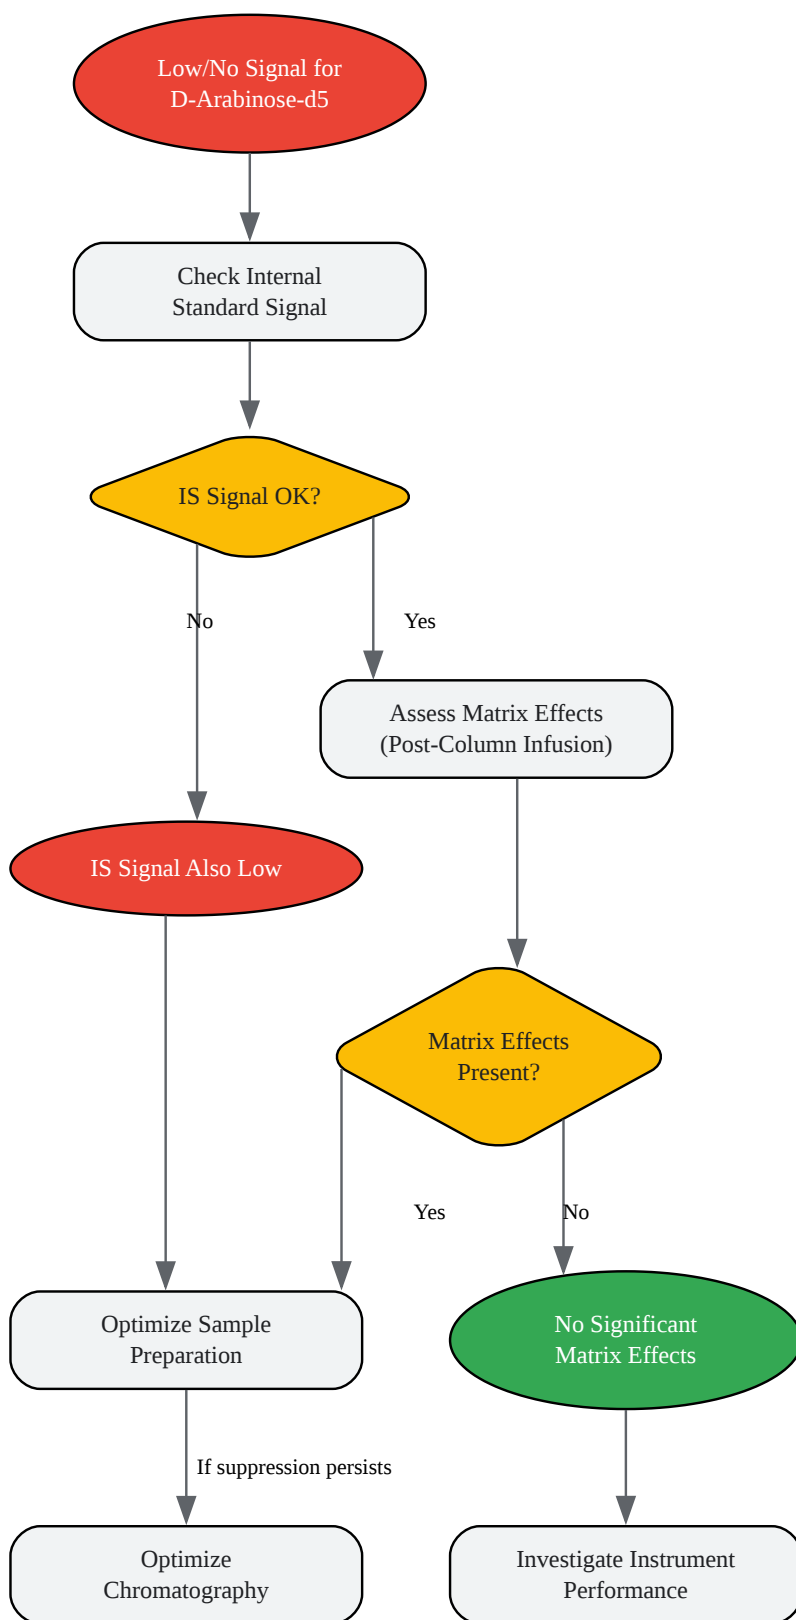 Low/No Signal for
D-Arabinose-d5
Check Internal
Standard Signal
IS Signal OK?
No
Yes
Assess Matrix Effects
(Post-Column Infusion)
IS Signal Also Low
Matrix Effects
Present?
Yes
No
Optimize Sample
Preparation
No Significant
Matrix Effects
If suppression persists
Optimize
Chromatography
Investigate Instrument
Performance